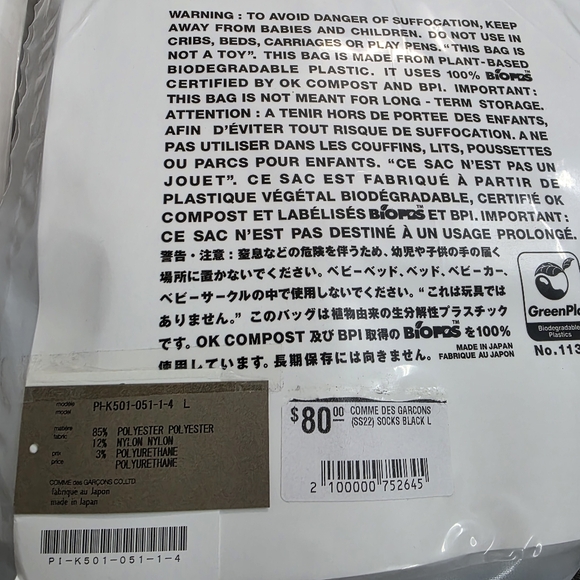 WARNING : TO AVOID DANGER OF SUFFOCATION, KEEP
AWAY FROM BABIES AND CHILDREN. DO NOT USE IN
CRIBS, BEDS, CARRIAGES OR PLAY PENS. "THIS BAG IS
NOT A TOY". THIS BAG IS MADE FROM PLANT-BASED
BIODEGRADABLE PLASTIC. IT USES 100% BIOPDS
CERTIFIED BY OK COMPOST AND BPI. IMPORTANT :
THIS BAG IS NOT MEANT FOR LONG - TERM STORAGE.
ATTENTION : A TENIR HORS DE PORTEE DES ENFANTS,
AFIN D'ÉVITER TOUT RISQUE DE SUFFOCATION. A NE
PAS UTILISER DANS LES COUFFINS, LITS, POUSSETTES
OU PARCS POUR ENFANTS. "CE SAC N'EST PAS UN
JOUET". CE SAC EST FABRIQUÉ À PARTIR DE
PLASTIQUE VÉGÉTAL BIODÉGRADABLE, CERTIFIÉ OK
COMPOST ET LABÉLISÉS BIOPDS™ ET BPI. IMPORTANT :
CE SAC N'EST PAS DESTINÉ À UN USAGE PROLONGÉ.
警告・注意：窒息などの危険を伴うため、幼児や子供の手の届く
場所に置かないでください。ベビーベッド、ベッド、ベビーカー、
ベビーサークルの中で使用しないでください。"これは玩具では
ありません。" このバッグは植物由来の生分解性プラスチック
です。OK COMPOST 及び BPI 取得の BIOPDS™ を100%
使用しています。長期保存には向きません。
MADE IN JAPAN
FABRIQUE AU JAPON
GreenPla
Biodegradable
Plastics
No.113
modèle
model
PI-K501-051-1-4 L
matière
fabric
85% POLYESTER POLYESTER
12% NYLON NYLON
3% POLYURETHANE
POLYURETHANE
prix
price
COMME des GARÇONS CO.,LTD.
fabrique au Japon
made in Japan
$80.00 COMME DES GARCONS
(SS22) SOCKS BLACK L
2 100000 752645
PI-K501-051-1-4